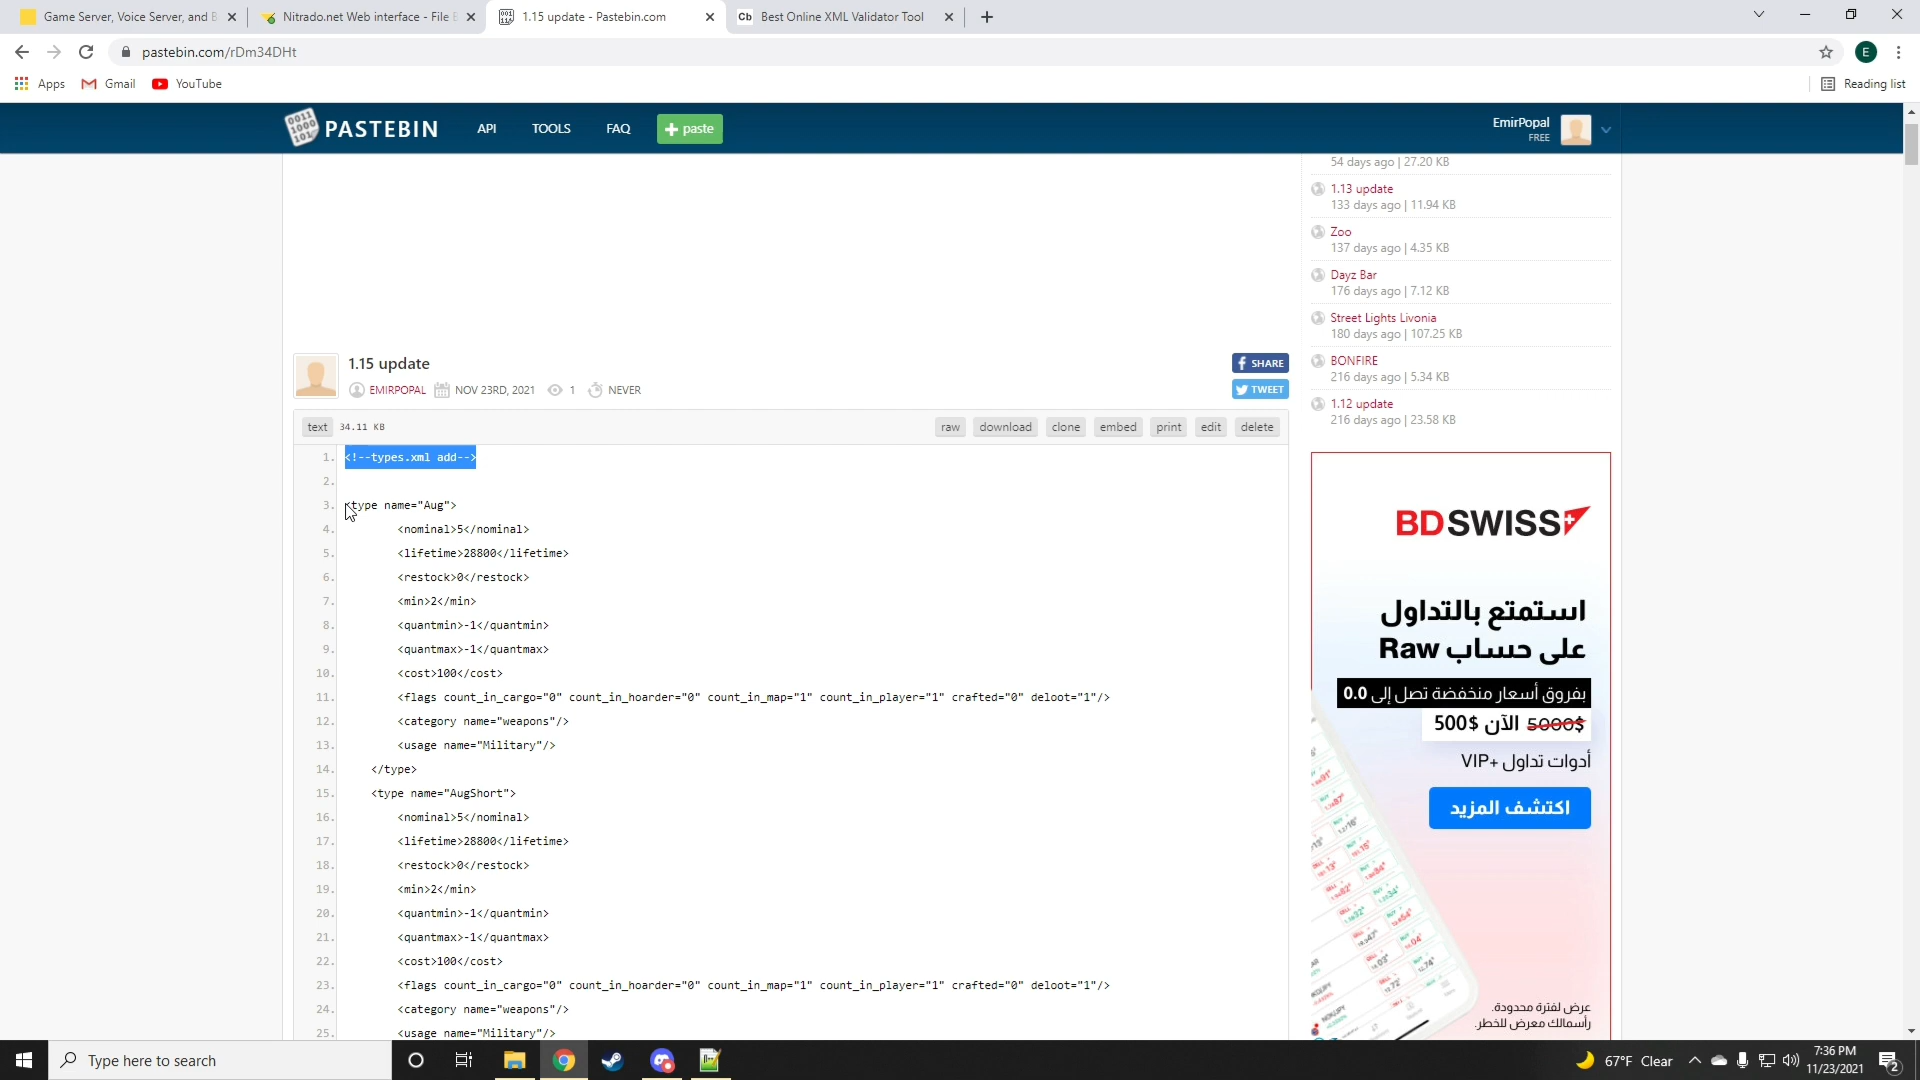 Game Server, Voice Server, and B
Nitrado.net Web interface - File
1.15 update - Pastebin.com
Cb Best Online XML Validator Tool
pastebin.com/rDm34DHt
E
Apps
Gmail
YouTube
Reading list
PASTEBIN
API
TOOLS
FAQ
+ paste
EmirPopal
FREE
54 days ago | 27.20 KB
1.13 update
133 days ago | 11.94 KB
Zoo
137 days ago | 4.35 KB
Dayz Bar
176 days ago | 7.12 KB
Street Lights Livonia
180 days ago | 107.25 KB
BONFIRE
216 days ago | 5.34 KB
1.12 update
216 days ago | 23.58 KB
1.15 update
EMIRPOPAL NOV 23RD, 2021 1 NEVER
SHARE
TWEET
text 34.11 KB
raw download clone embed print edit delete
1. <!--types.xml add-->
2.
3. <type name="Aug">
4. <nominal>5</nominal>
5. <lifetime>28800</lifetime>
6. <restock>0</restock>
7. <min>2</min>
8. <quantmin>-1</quantmin>
9. <quantmax>-1</quantmax>
10. <cost>100</cost>
11. <flags count_in_cargo="0" count_in_hoarder="0" count_in_map="1" count_in_player="1" crafted="0" deloot="1"/>
12. <category name="weapons"/>
13. <usage name="Military"/>
14. </type>
15. <type name="AugShort">
16. <nominal>5</nominal>
17. <lifetime>28800</lifetime>
18. <restock>0</restock>
19. <min>2</min>
20. <quantmin>-1</quantmin>
21. <quantmax>-1</quantmax>
22. <cost>100</cost>
23. <flags count_in_cargo="0" count_in_hoarder="0" count_in_map="1" count_in_player="1" crafted="0" deloot="1"/>
24. <category name="weapons"/>
25. <usage name="Military"/>
BDSWISS
استمتع بالتداول
على حساب Raw
بفروق أسعار منخفضة تصل إلى 0.0
5000$ الآن 500$
أدوات تداول +VIP
اكتشف المزيد
عرض لفترة محدودة.
رأسمالك معرض للخطر.
Type here to search
67°F Clear
7:36 PM
11/23/2021
2